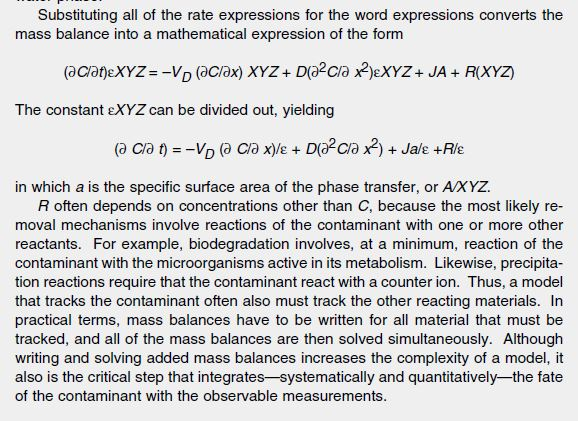 Substituting all of the rate expressions for the word expressions converts the
mass balance into a mathematical expression of the form
(∂C/∂t)εXYZ = −V_D (∂C/∂x) XYZ + D(∂²C/∂ x²)εXYZ + JA + R(XYZ)
The constant εXYZ can be divided out, yielding
(∂ C/∂ t) = −V_D (∂ C/∂ x)/ε + D(∂²C/∂ x²) + Ja/ε +R/ε
in which a is the specific surface area of the phase transfer, or A/XYZ.
R often depends on concentrations other than C, because the most likely re-
moval mechanisms involve reactions of the contaminant with one or more other
reactants. For example, biodegradation involves, at a minimum, reaction of the
contaminant with the microorganisms active in its metabolism. Likewise, precipita-
tion reactions require that the contaminant react with a counter ion. Thus, a model
that tracks the contaminant often also must track the other reacting materials. In
practical terms, mass balances have to be written for all material that must be
tracked, and all of the mass balances are then solved simultaneously. Although
writing and solving added mass balances increases the complexity of a model, it
also is the critical step that integrates—systematically and quantitatively—the fate
of the contaminant with the observable measurements.